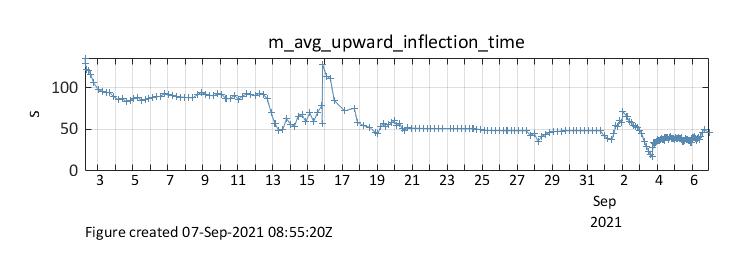 m_avg_upward_inflection_time
s
100
50
0
3 5 7 9 11 13 15 17 19 21 23 25 27 29 31 2 4 6
Sep
2021
Figure created 07-Sep-2021 08:55:20Z